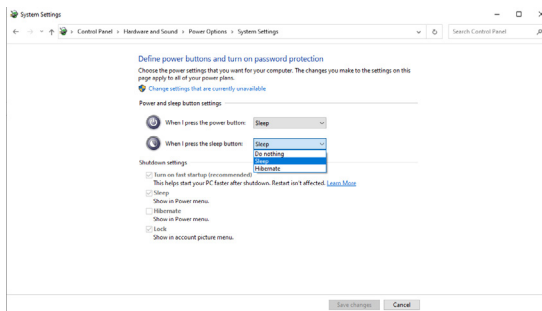 System Settings
Control Panel > Hardware and Sound > Power Options > System Settings
Search Control Panel
Define power buttons and turn on password protection
Choose the power settings that you want for your computer. The changes you make to the settings on this
page apply to all of your power plans.
Change settings that are currently unavailable
Power and sleep button settings
When I press the power button: Sleep
When I press the sleep button: Sleep
Do nothing
Sleep
Hibernate
Shutdown settings
Turn on fast startup (recommended)
This helps start your PC faster after shutdown. Restart isn't affected. Learn More
Sleep
Show in Power menu.
Hibernate
Show in Power menu.
Lock
Show in account picture menu.
Save changes Cancel